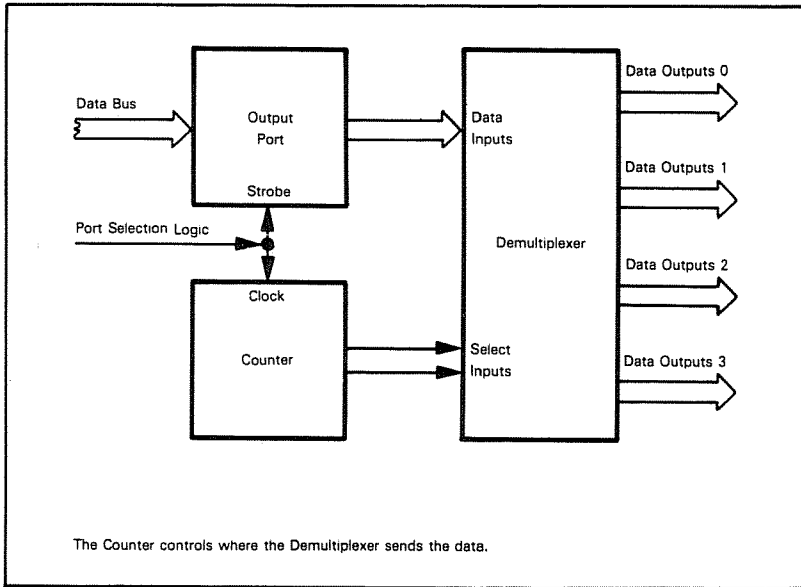 Data Bus
Output
Port
Strobe
Port Selection Logic
Clock
Counter
Data
Inputs
Demultiplexer
Select
Inputs
Data Outputs 0
Data Outputs 1
Data Outputs 2
Data Outputs 3
The Counter controls where the Demultiplexer sends the data.